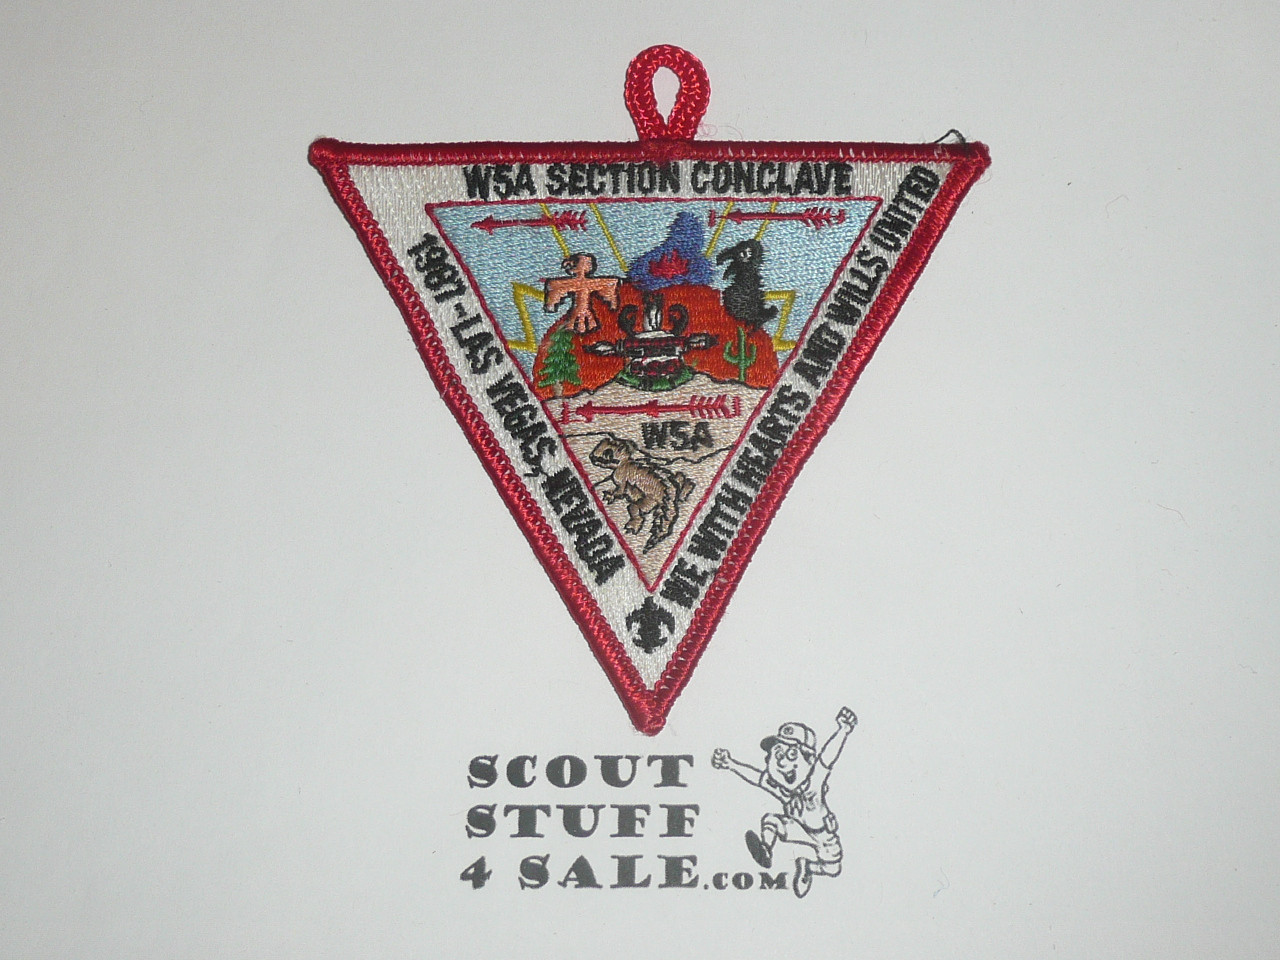 W5A SECTION CONCLAVE
1987-LAS VEGAS, NEVADA
WE WITH HEARTS AND WILLS UNITED
W5A
SCOUT
STUFF
4 SALE.COM